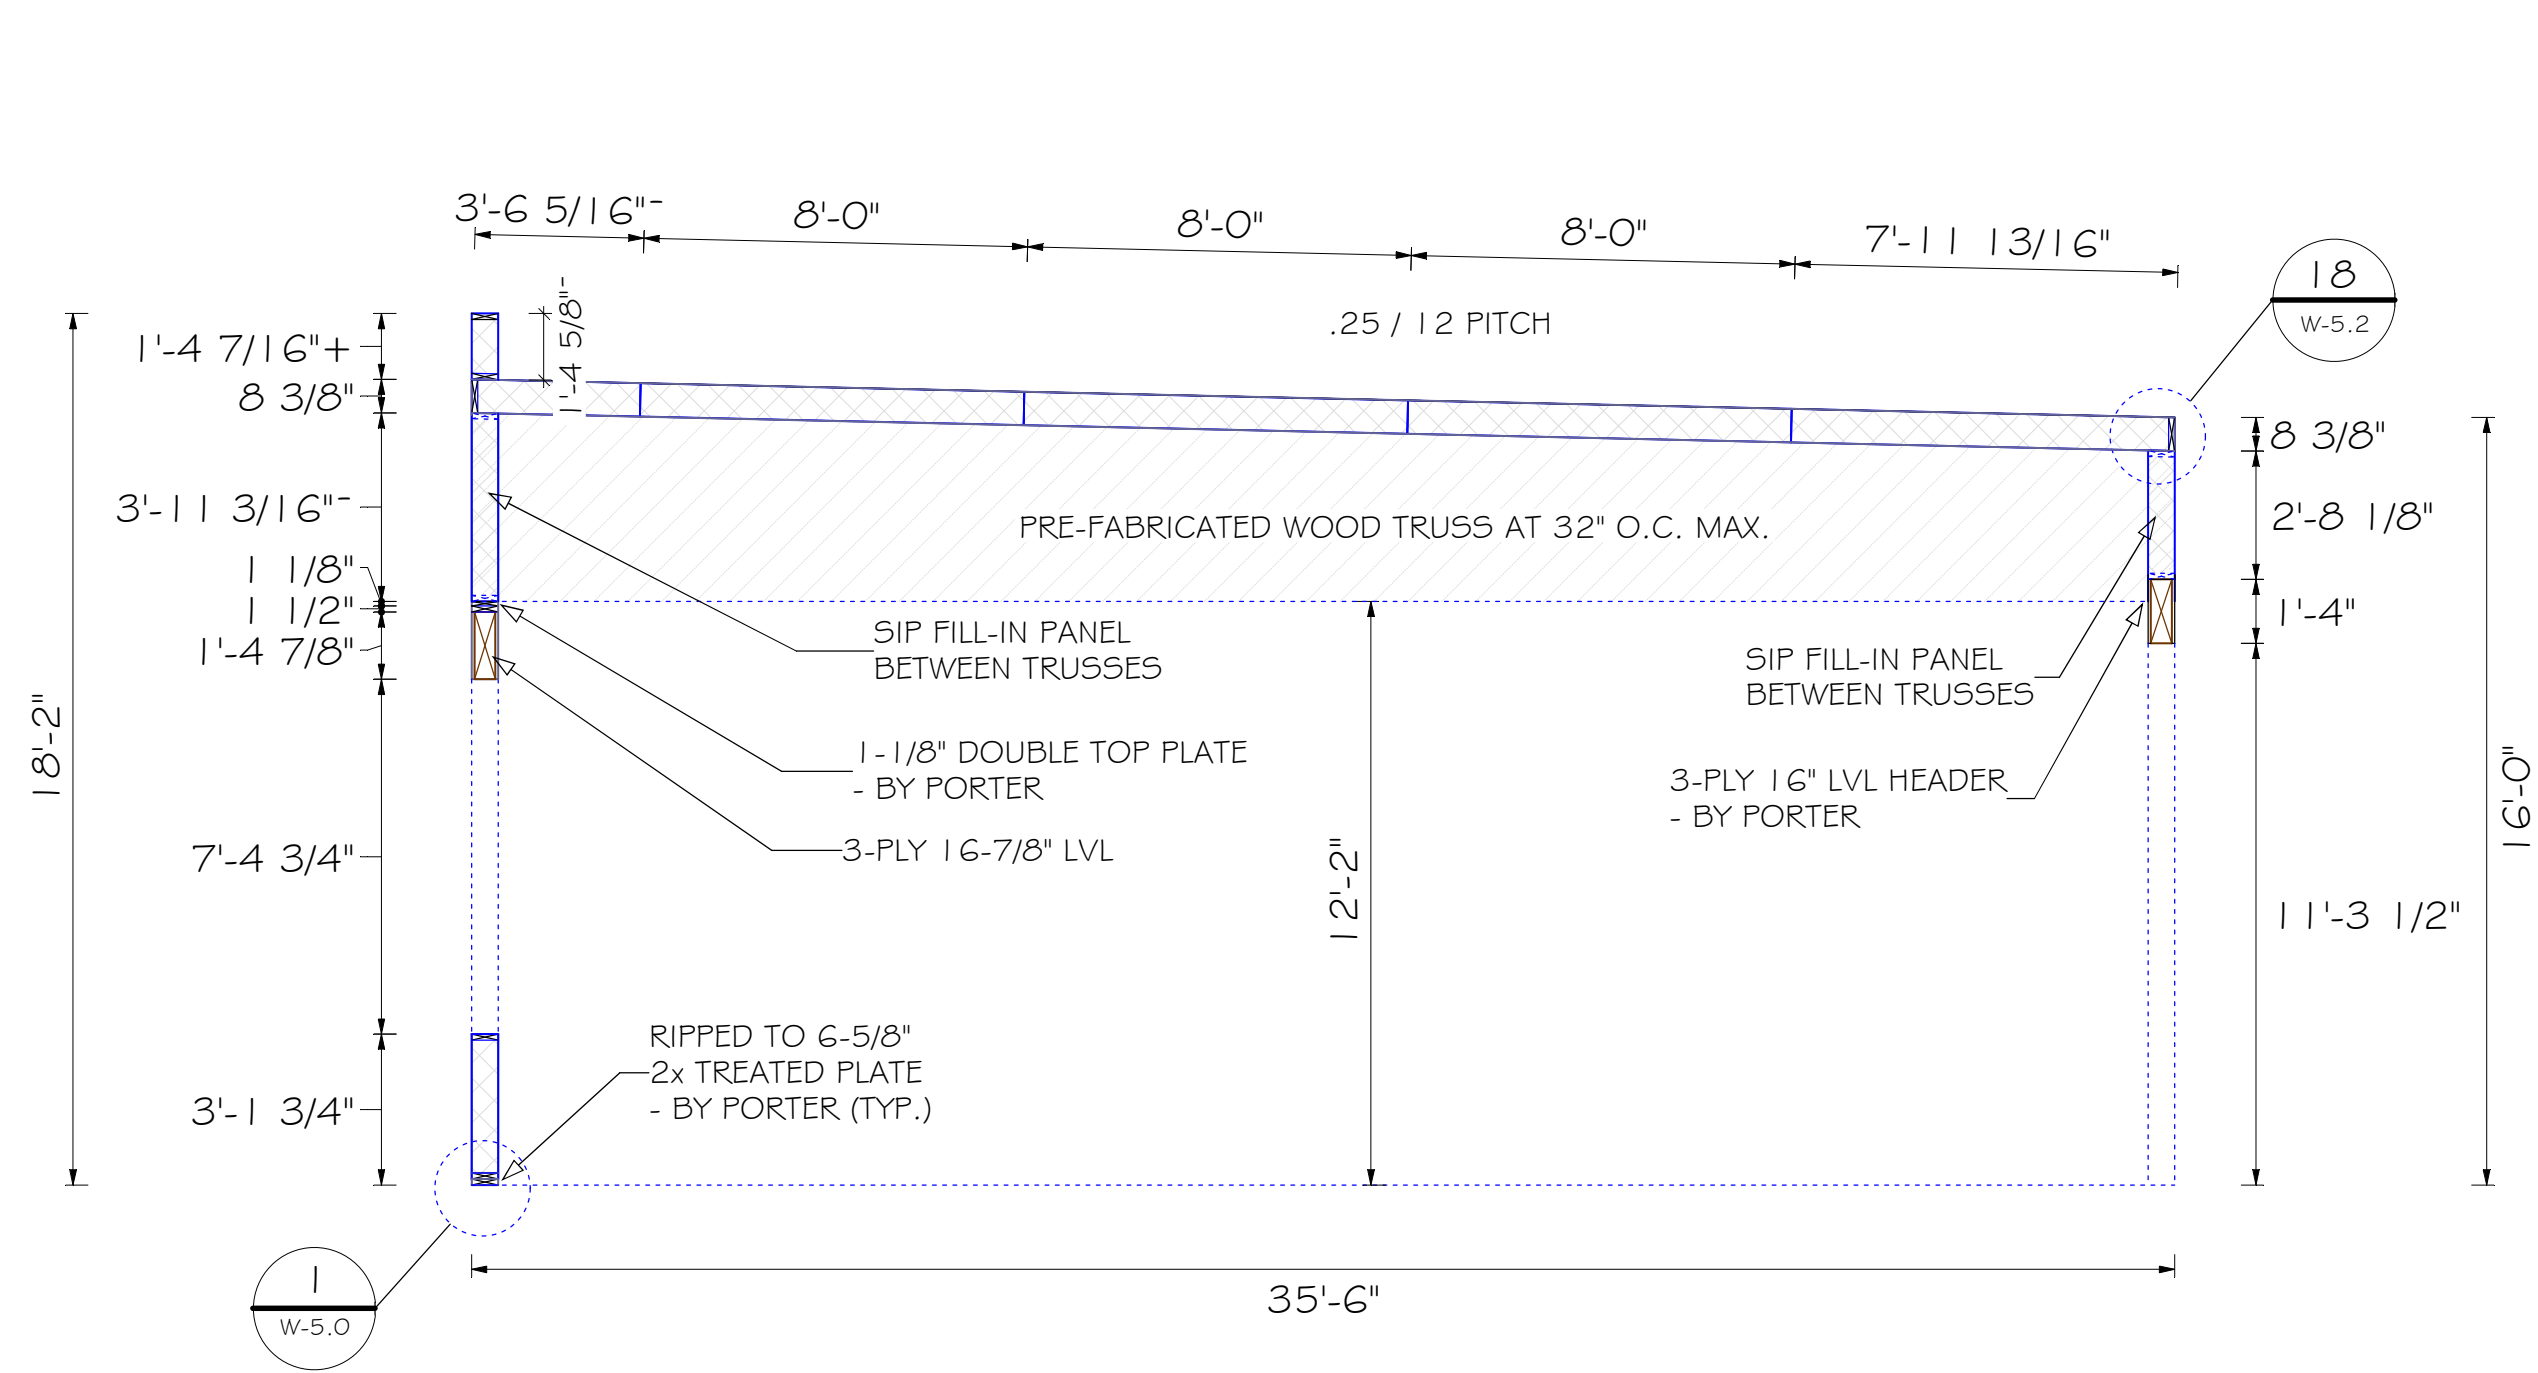 3'-6 5/16"-
8'-0"
8'-0"
8'-0"
7'-11 13/16"
18
W-5.2
1'-4 5/8"-
.25 / 12 PITCH
1'-4 7/16"+
8 3/8"
8 3/8"
3'-11 3/16"-
2'-8 1/8"
PRE-FABRICATED WOOD TRUSS AT 32" O.C. MAX.
1 1/8"
1 1/2"
1'-4"
1'-4 7/8"
SIP FILL-IN PANEL
BETWEEN TRUSSES
SIP FILL-IN PANEL
BETWEEN TRUSSES
18'-2"
1-1/8" DOUBLE TOP PLATE
- BY PORTER
3-PLY 16" LVL HEADER
- BY PORTER
16'-0"
3-PLY 16-7/8" LVL
7'-4 3/4"
12'-2"
11'-3 1/2"
RIPPED TO 6-5/8"
2x TREATED PLATE
- BY PORTER (TYP.)
3'-1 3/4"
1
W-5.0
35'-6"